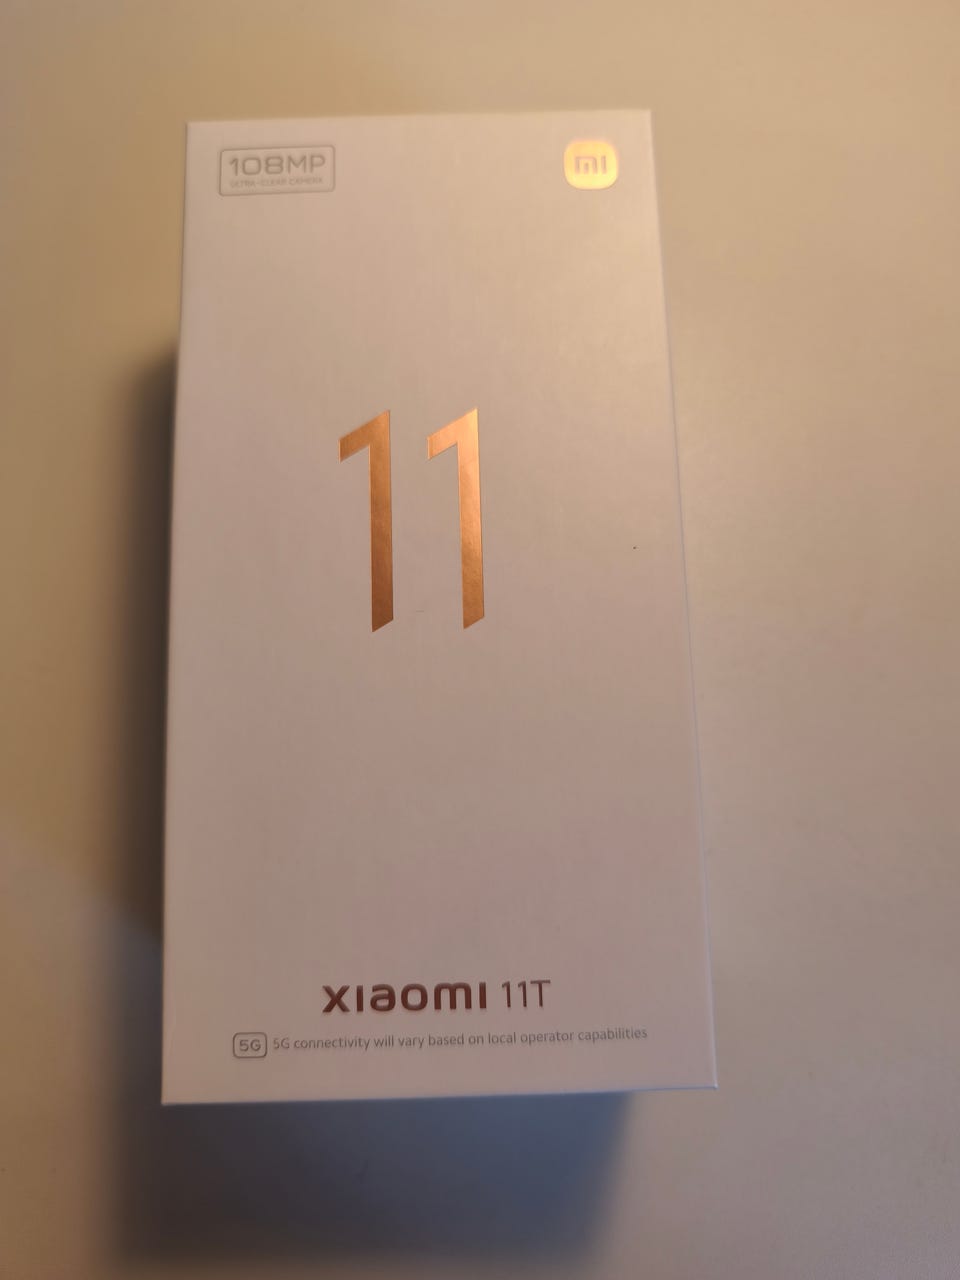 108MP
ULTRA-CLEAR CAMERA
mi
11
xiaomi 11T
5G 5G connectivity will vary based on local operator capabilities